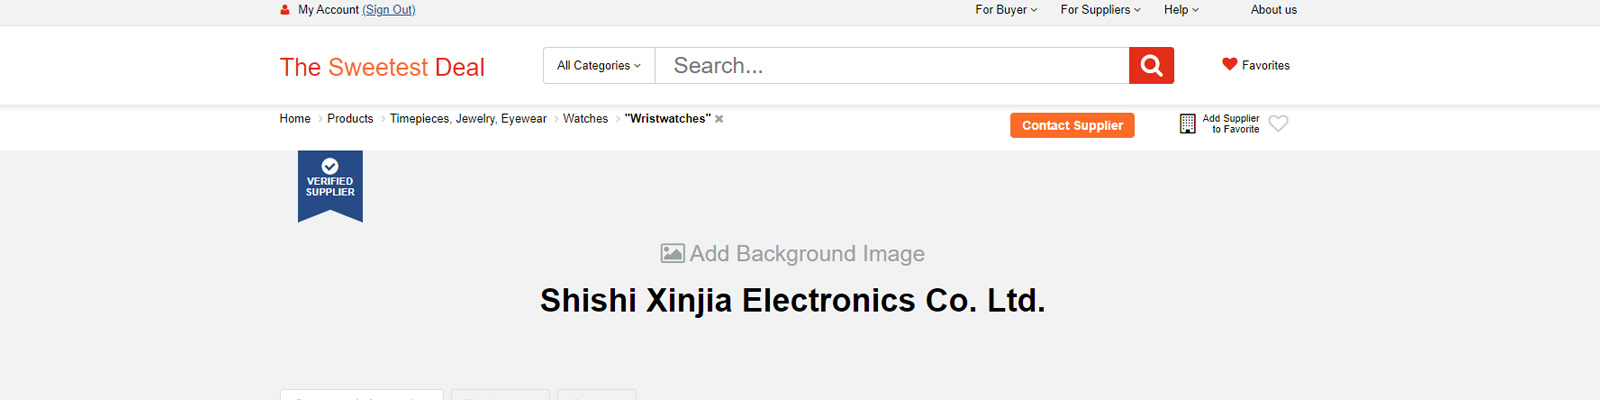 My Account (Sign Out)
For Buyer
For Suppliers
Help
About us
The Sweetest Deal
All Categories
Search...
Favorites
Home
Products
Timepieces, Jewelry, Eyewear
Watches
"Wristwatches"
Contact Supplier
Add Supplier
to Favorite
VERIFIED
SUPPLIER
Add Background Image
Shishi Xinjia Electronics Co. Ltd.